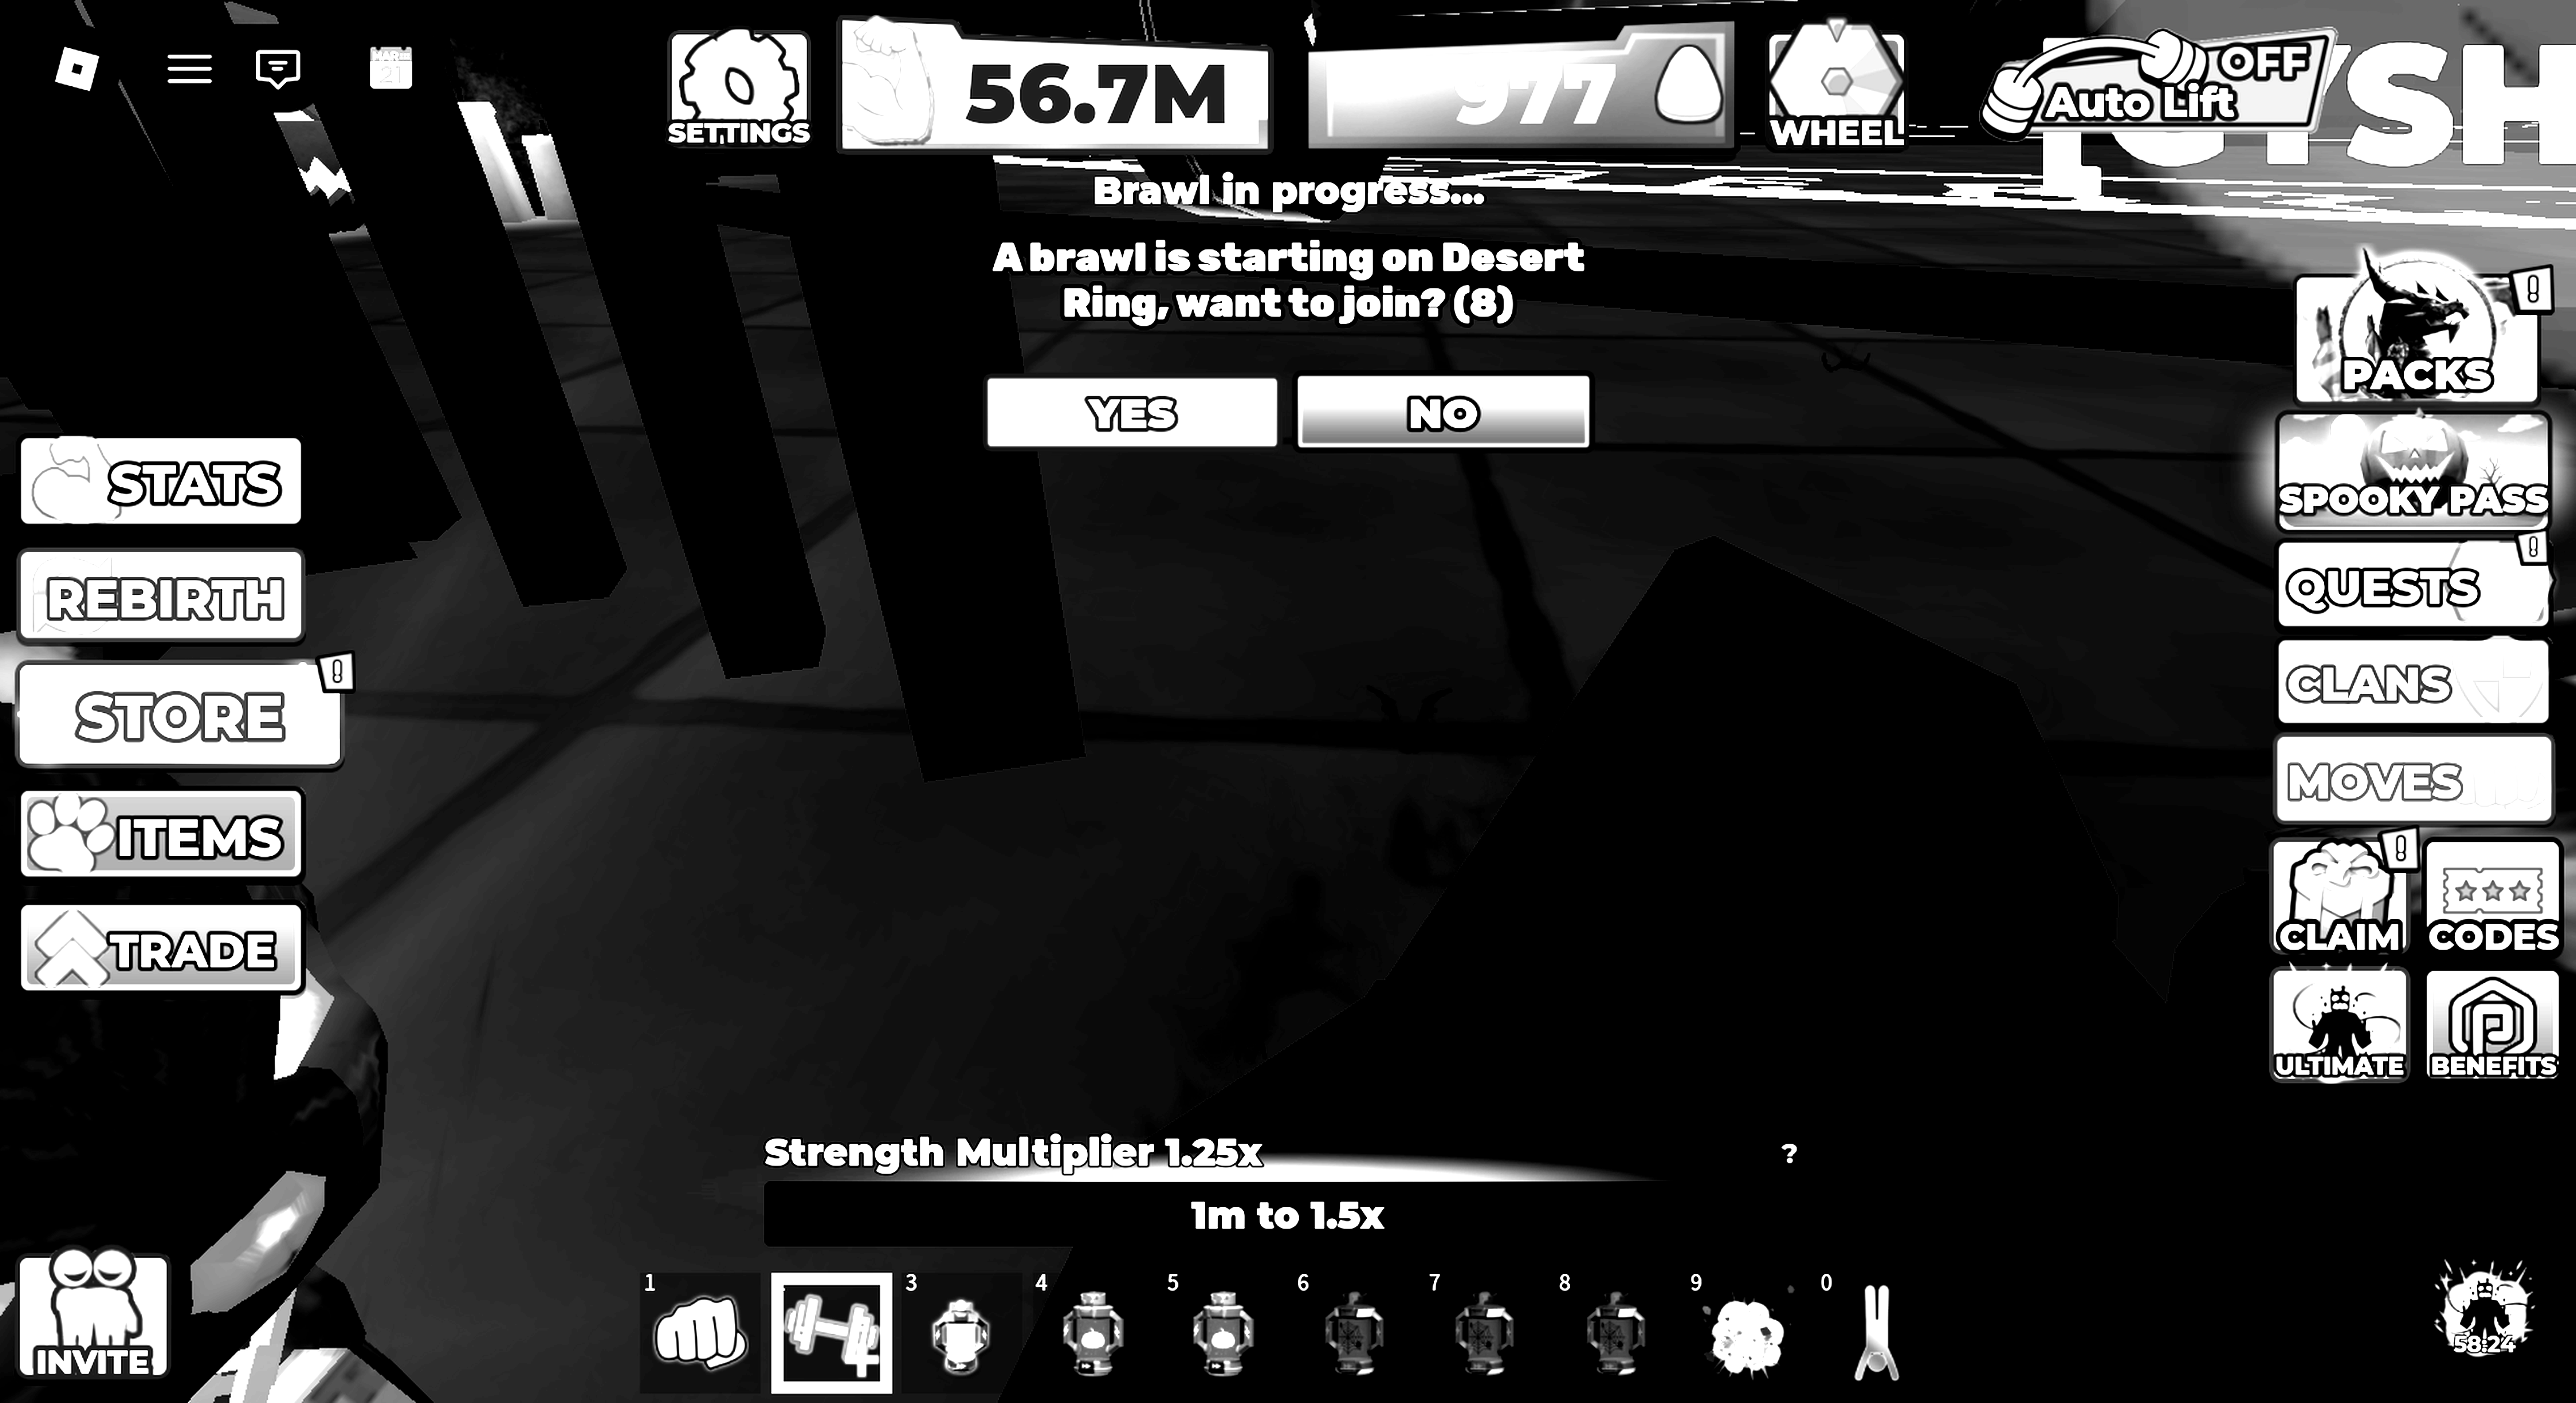 MAR
21
SETTINGS
56.7M
977
WHEEL
OFF
Auto Lift
Brawl in progress...
A brawl is starting on Desert
Ring, want to join? (8)
YES
NO
STATS
REBIRTH
STORE
ITEMS
TRADE
INVITE
PACKS
SPOOKY PASS
QUESTS
CLANS
MOVES
CLAIM
CODES
ULTIMATE
BENEFITS
Strength Multiplier 1.25x
?
1m to 1.5x
1
3
4
5
6
7
8
9
0
58:24